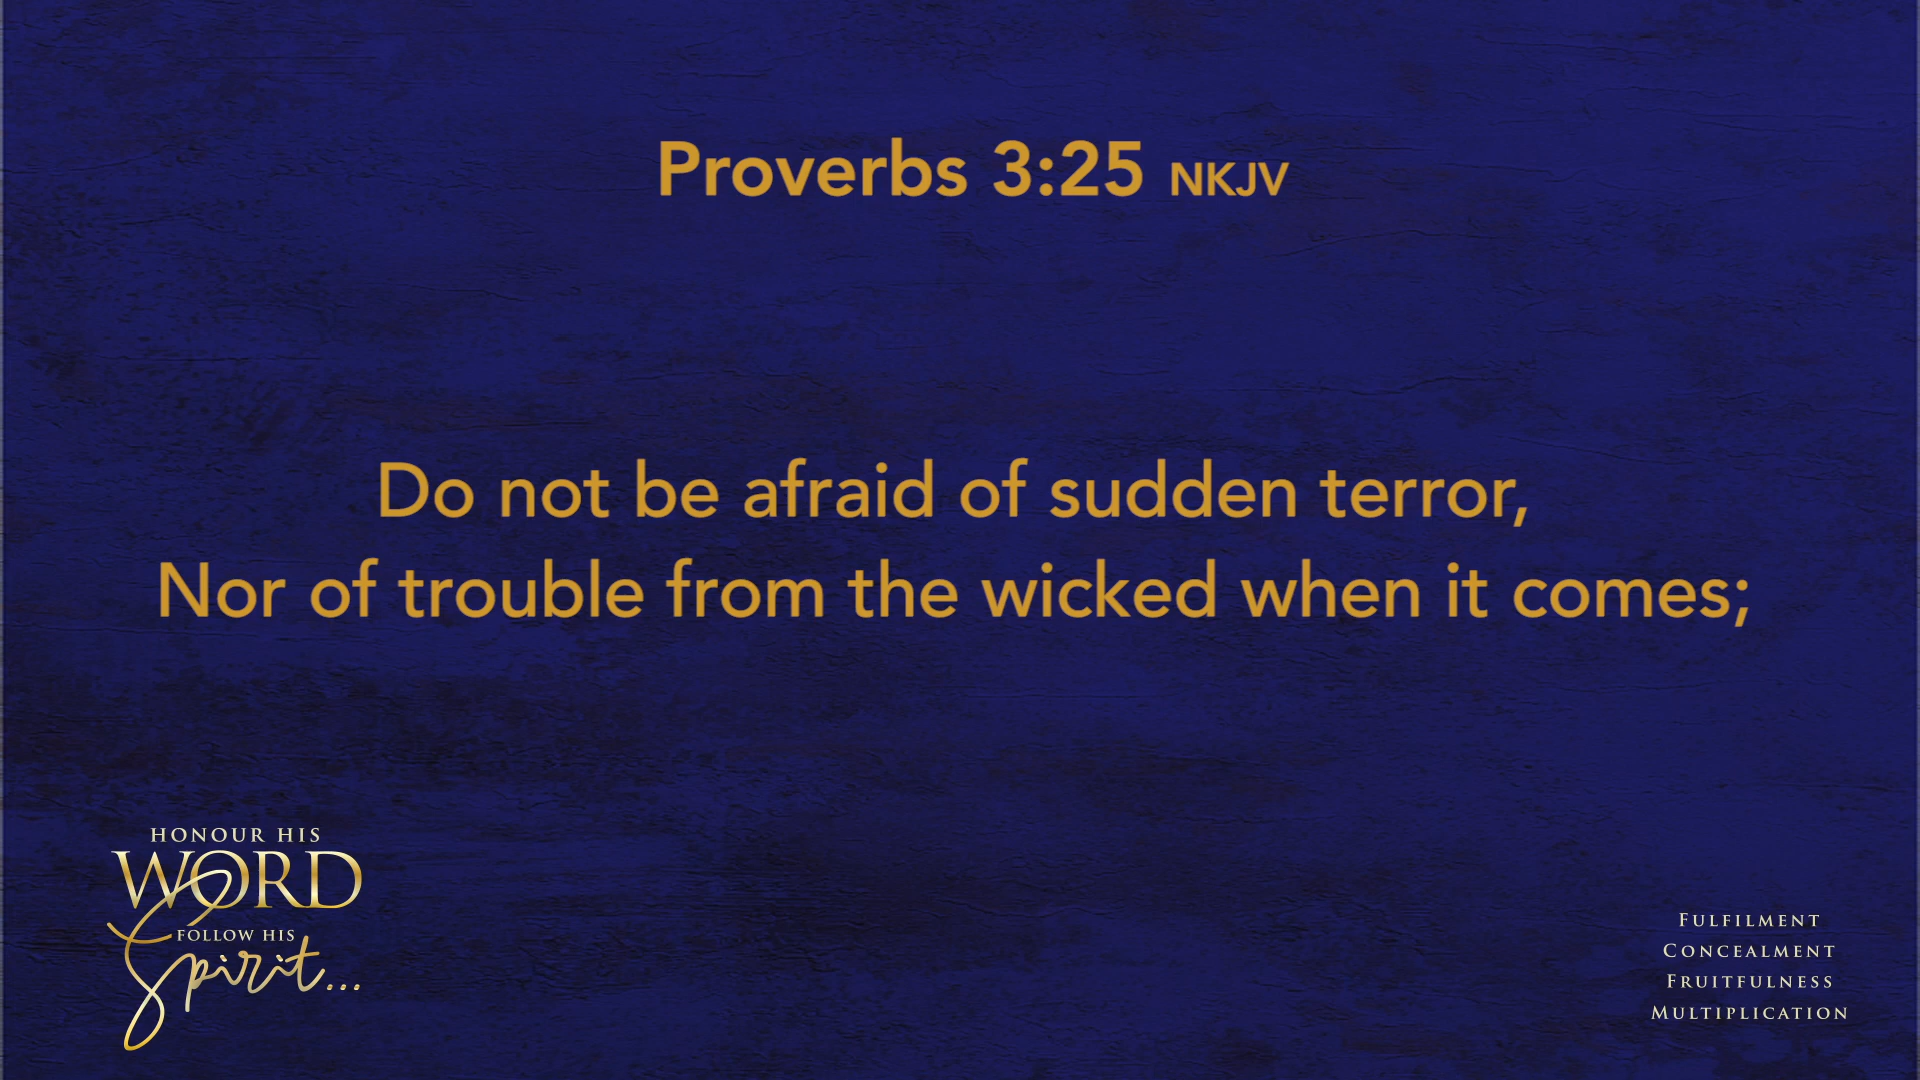 Proverbs 3:25 NKJV
Do not be afraid of sudden terror,
Nor of trouble from the wicked when it comes;
HONOUR HIS
WORD
FOLLOW HIS
Spirit...
FULFILMENT
CONCEALMENT
FRUITFULNESS
MULTIPLICATION